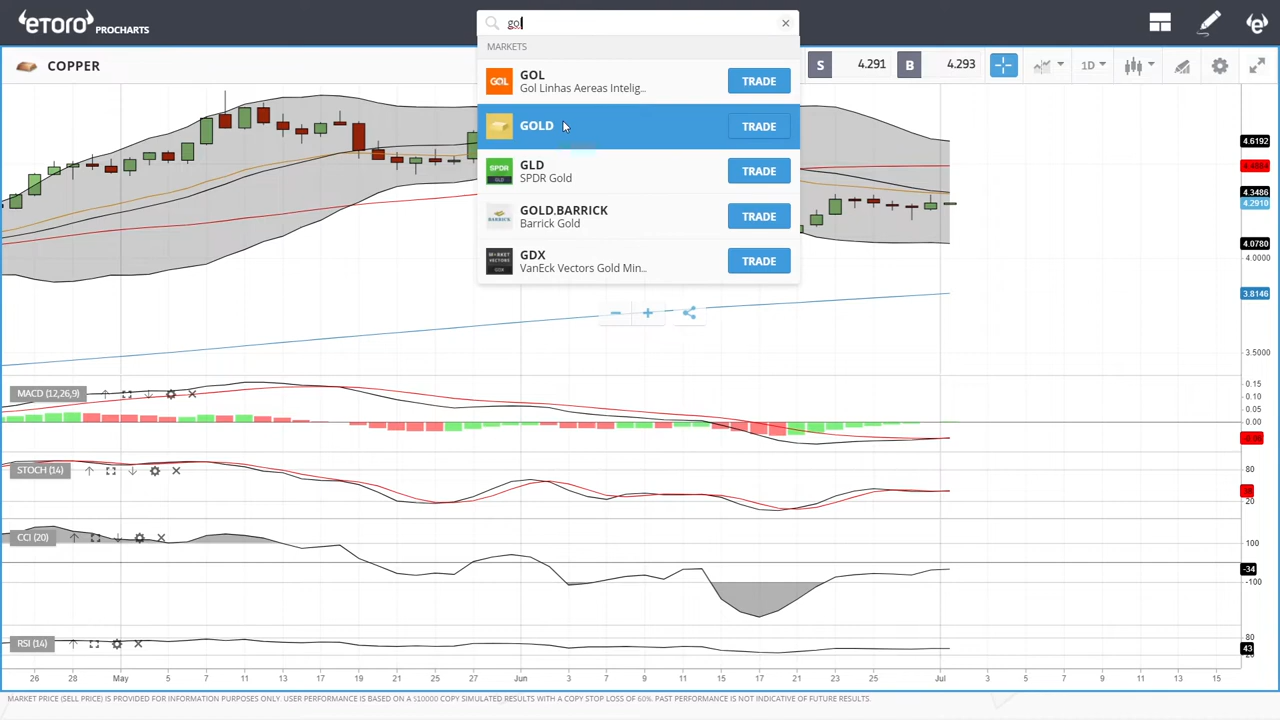 etoro PROCHARTS
gol
MARKETS
COPPER
S 4.291 B 4.293
1D
GOL
Gol Linhas Aereas Intelig...
TRADE
GOLD
TRADE
GLD
SPDR Gold
TRADE
GOLD.BARRICK
Barrick Gold
TRADE
GDX
VanEck Vectors Gold Min...
TRADE
4.6192
4.3486
4.2910
4.0780
4.0000
3.8146
3.5000
MACD (12,26,9)
0.15
0.10
0.05
0.00
STOCH (14)
80
20
CCI (20)
100
-34
-100
RSI (14)
80
43
26 28 May 5 7 11 13 17 19 21 25 27 Jun 3 7 9 11 15 17 21 23 25 29 Jul 3 5 7 9 11 13 15
MARKET PRICE (SELL PRICE) IS PROVIDED FOR INFORMATION PURPOSES ONLY. USER PERFORMANCE IS BASED ON A $10000 COPY SIMULATED RESULTS WITH A COPY STOP LOSS OF 60%. PAST PERFORMANCE IS NOT INDICATIVE OF FUTURE RESULTS.